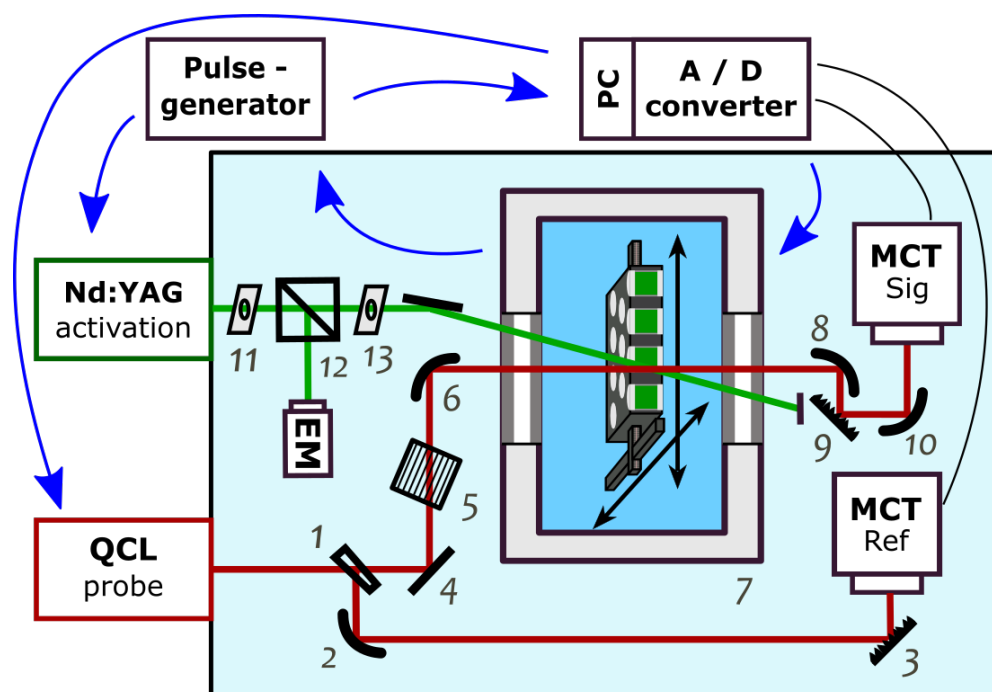 Pulse -
generator
PC
A / D
converter
Nd:YAG
activation
11
12
13
EM
6
5
8
9
10
MCT
Sig
QCL
probe
1
4
2
7
MCT
Ref
3